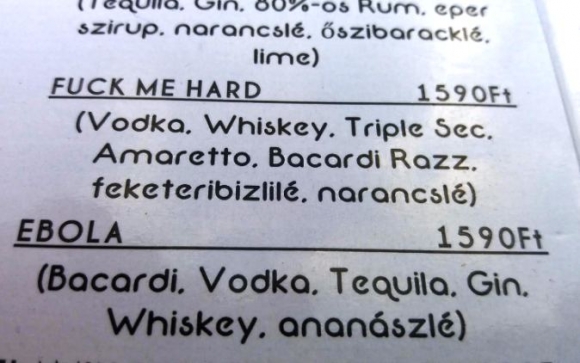 (Tequila, Gin, 80%-os Rum, eper
szirup, narancslé, őszibaracklé,
lime)
FUCK ME HARD 1590Ft
(Vodka, Whiskey, Triple Sec,
Amaretto, Bacardi Razz,
feketeribizlilé, narancslé)
EBOLA 1590Ft
(Bacardi, Vodka, Tequila, Gin,
Whiskey, ananászlé)